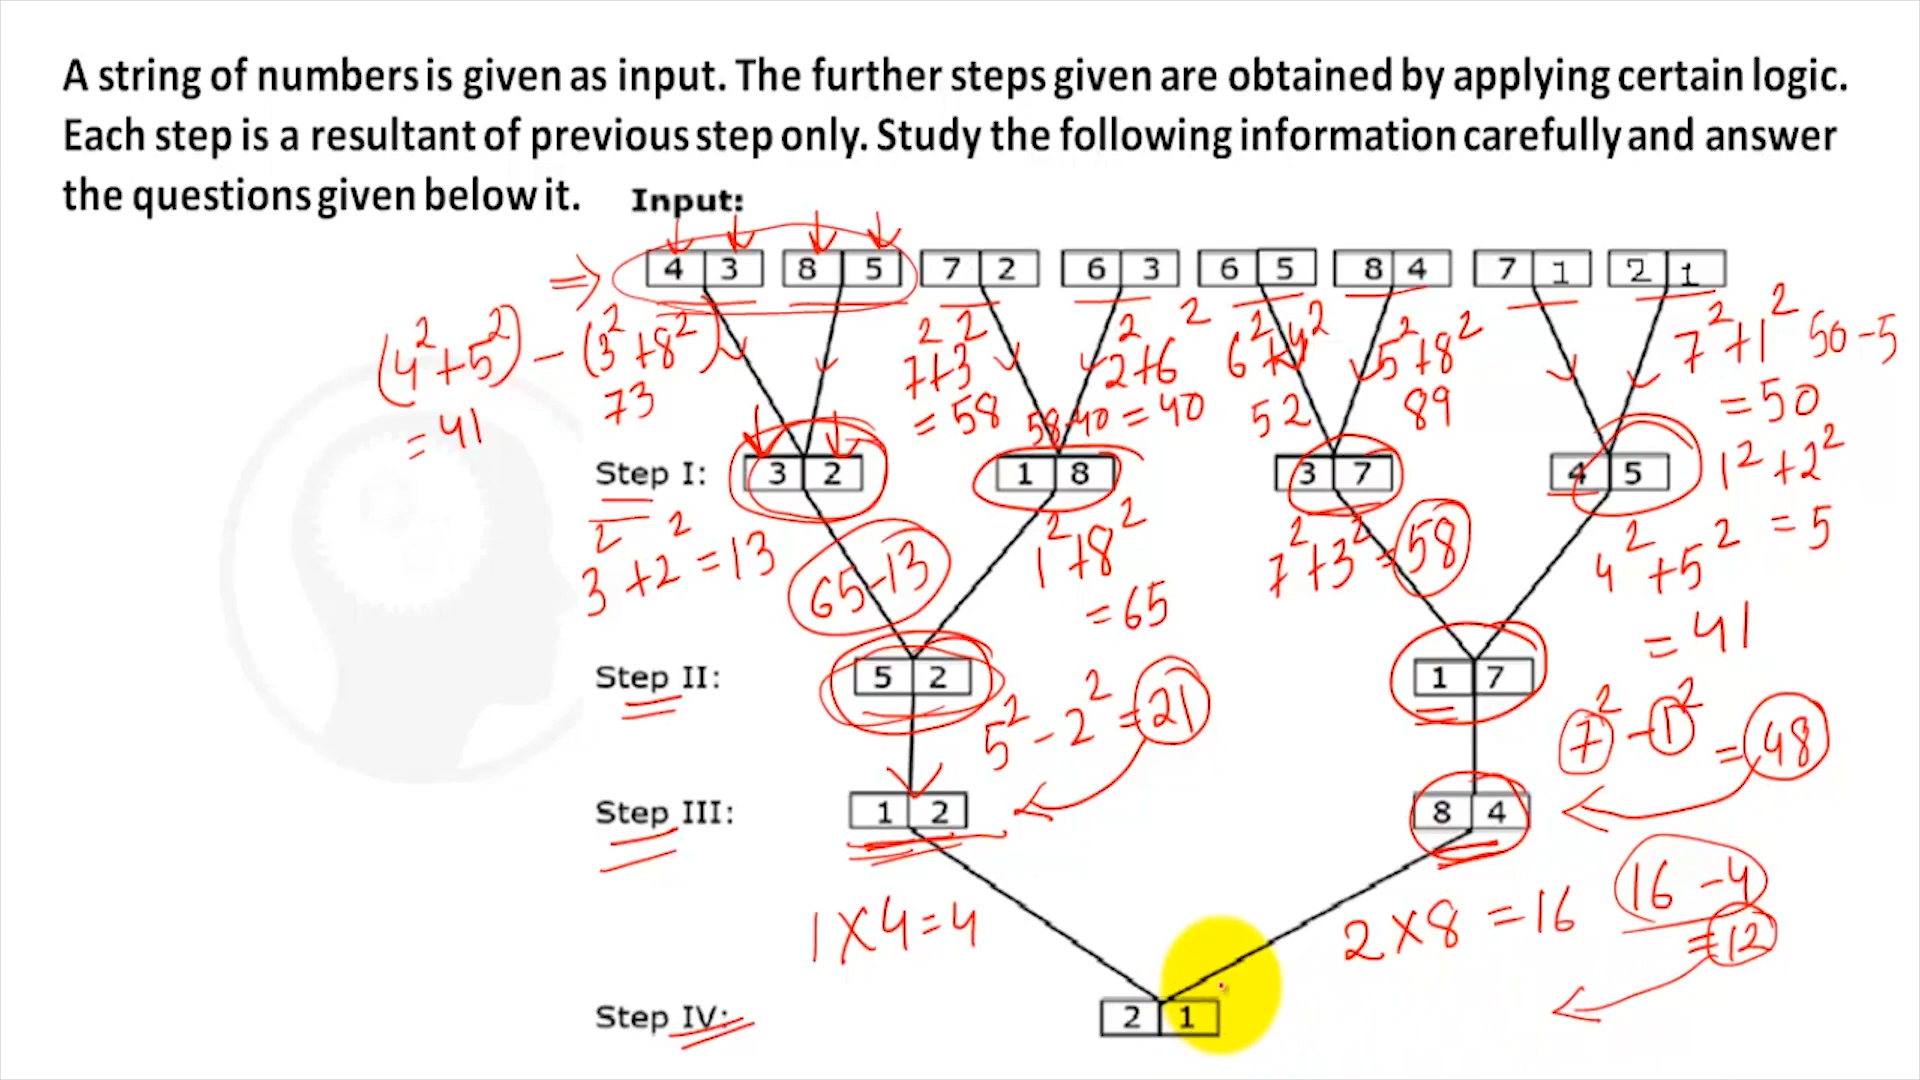 A string of numbers is given as input. The further steps given are obtained by applying certain logic.
Each step is a resultant of previous step only. Study the following information carefully and answer
the questions given below it.
Input:
4 3 8 5 7 2 6 3 6 5 8 4 7 1 2 1
(4²+5²) - (3²+8²)
= 41
73
7²+3²
= 58
2²+6²
= 40
58-40
6²+4²
52
5²+8²
89
7²+1²
= 50
50-5
1²+2²
= 5
Step I:
3 2 1 8 3 7 4 5
3²+2² = 13
65-13
1²+8²
= 65
7²+3² = 58
4²+5²
= 41
Step II:
5 2 1 7
5²-2² = 21
7²-1²
= 48
Step III:
1 2 8 4
1×4=4
2×8=16
16-4
= 12
Step IV:
2 1